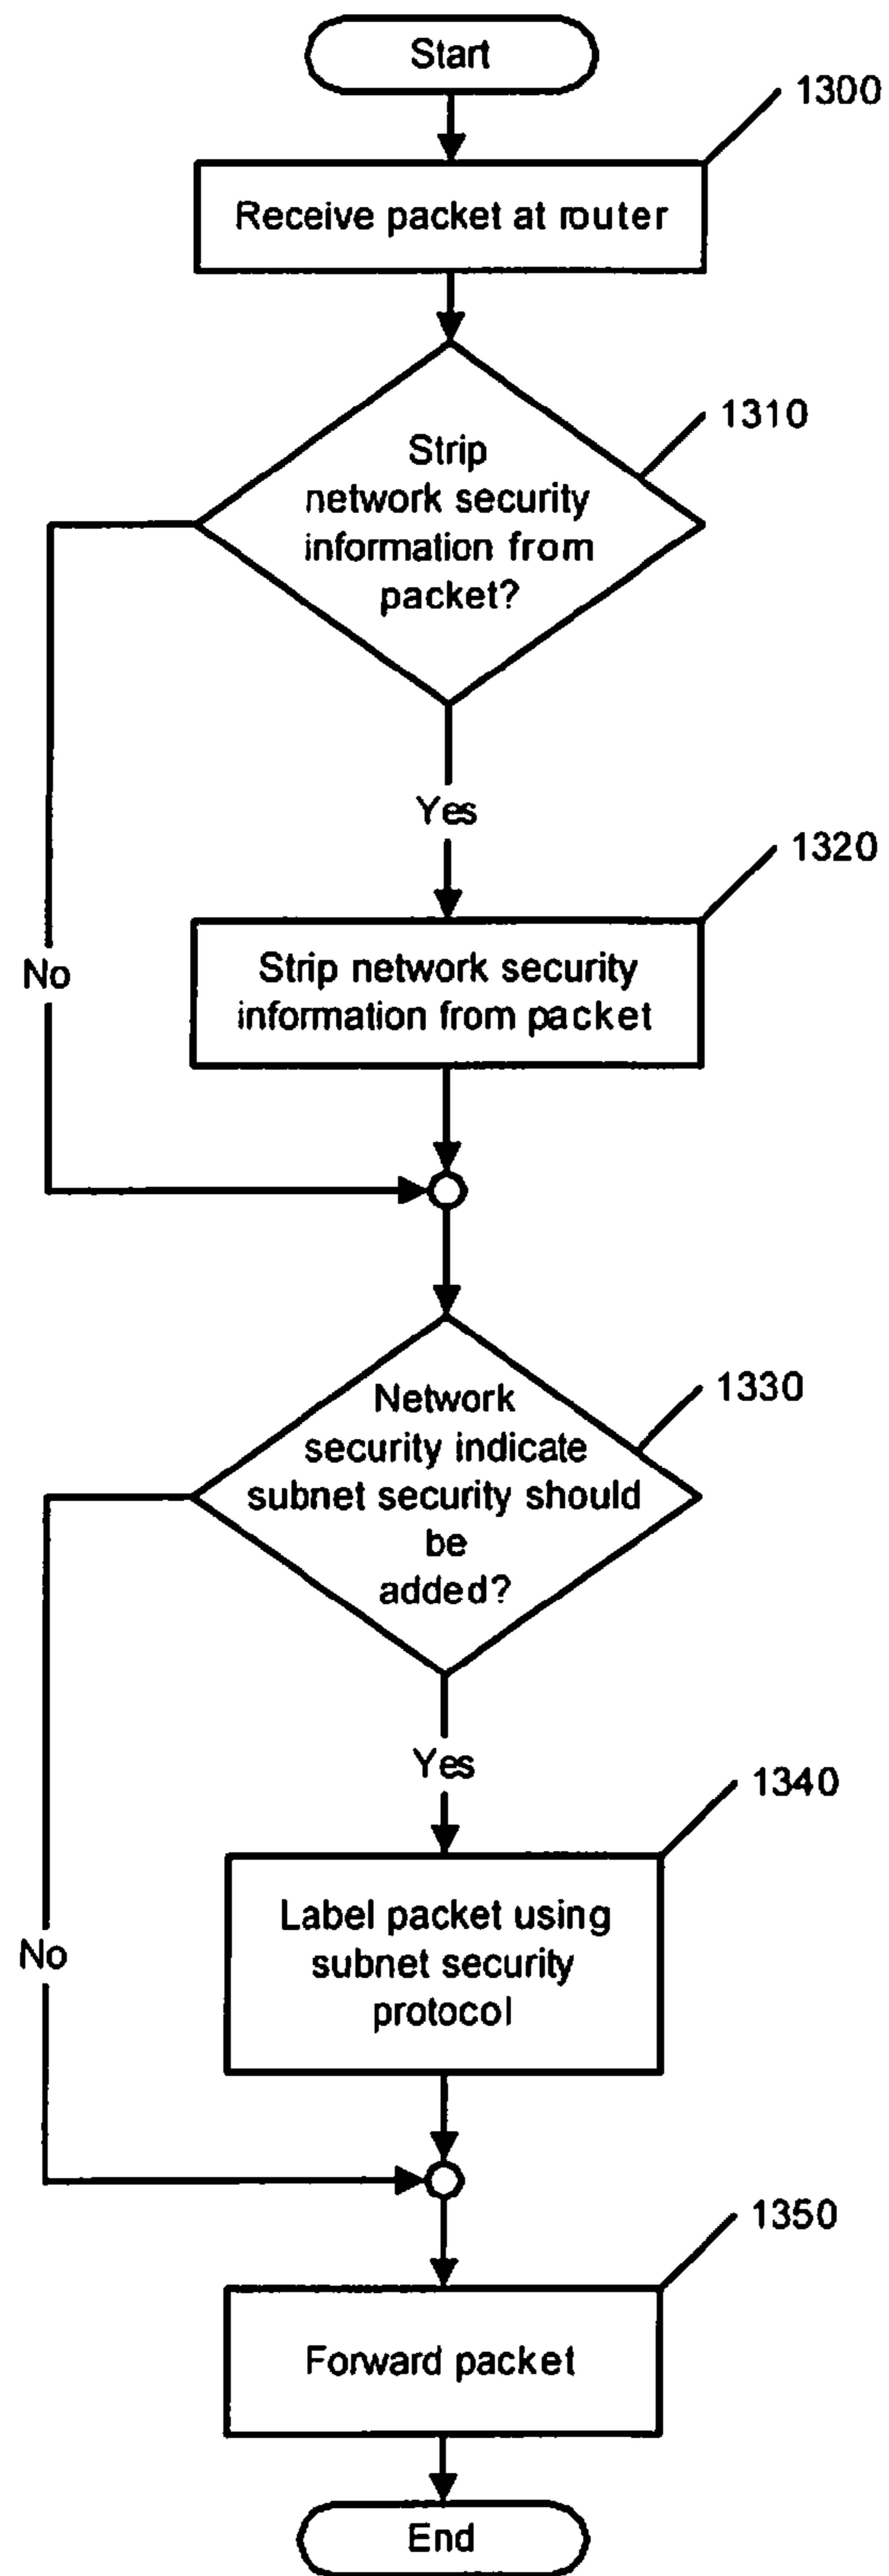 Start
1300
Receive packet at router
1310
Strip
network security
information from
packet?
Yes
1320
No
Strip network security
information from packet
1330
Network
security indicate
subnet security should
be
added?
Yes
1340
Label packet using
subnet security
protocol
No
1350
Forward packet
End